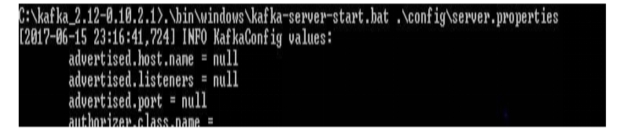 C:\kafka_2.12-0.10.2.1>.\bin\windows\kafka-server-start.bat .\config\server.properties
[2017-06-15 23:16:41,724] INFO KafkaConfig values:
advertised.host.name = null
advertised.listeners = null
advertised.port = null
authorizer.class.name =